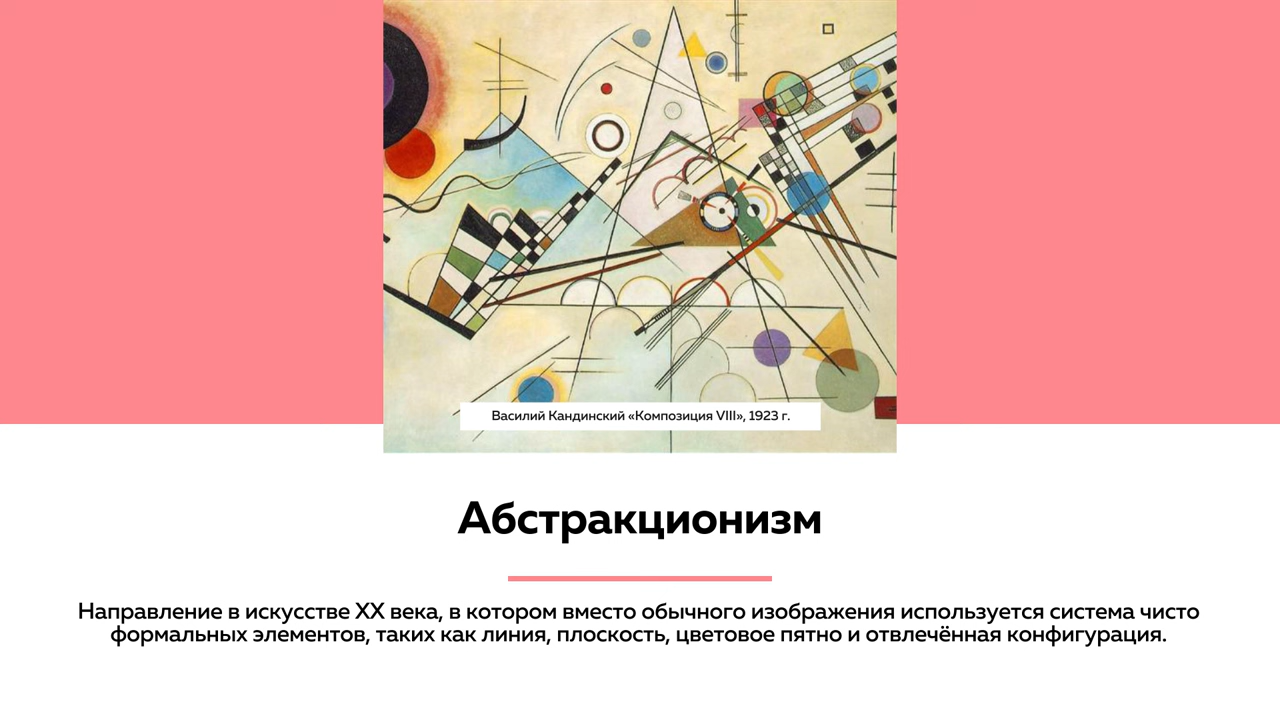 Василий Кандинский «Композиция VIII», 1923 г.
Абстракционизм
Направление в искусстве XX века, в котором вместо обычного изображения используется система чисто
формальных элементов, таких как линия, плоскость, цветовое пятно и отвлечённая конфигурация.